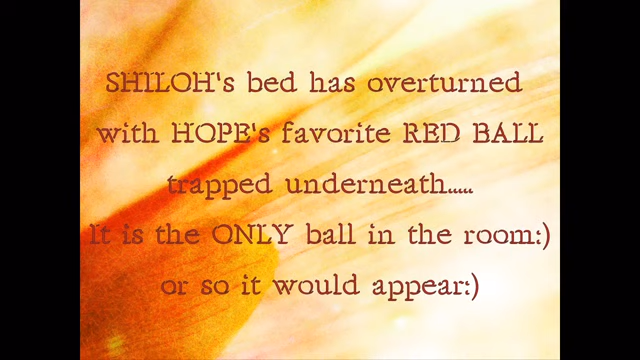 SHILOH's bed has overturned
with HOPE's favorite RED BALL
trapped underneath.....
It is the ONLY ball in the room:)
or so it would appear:)